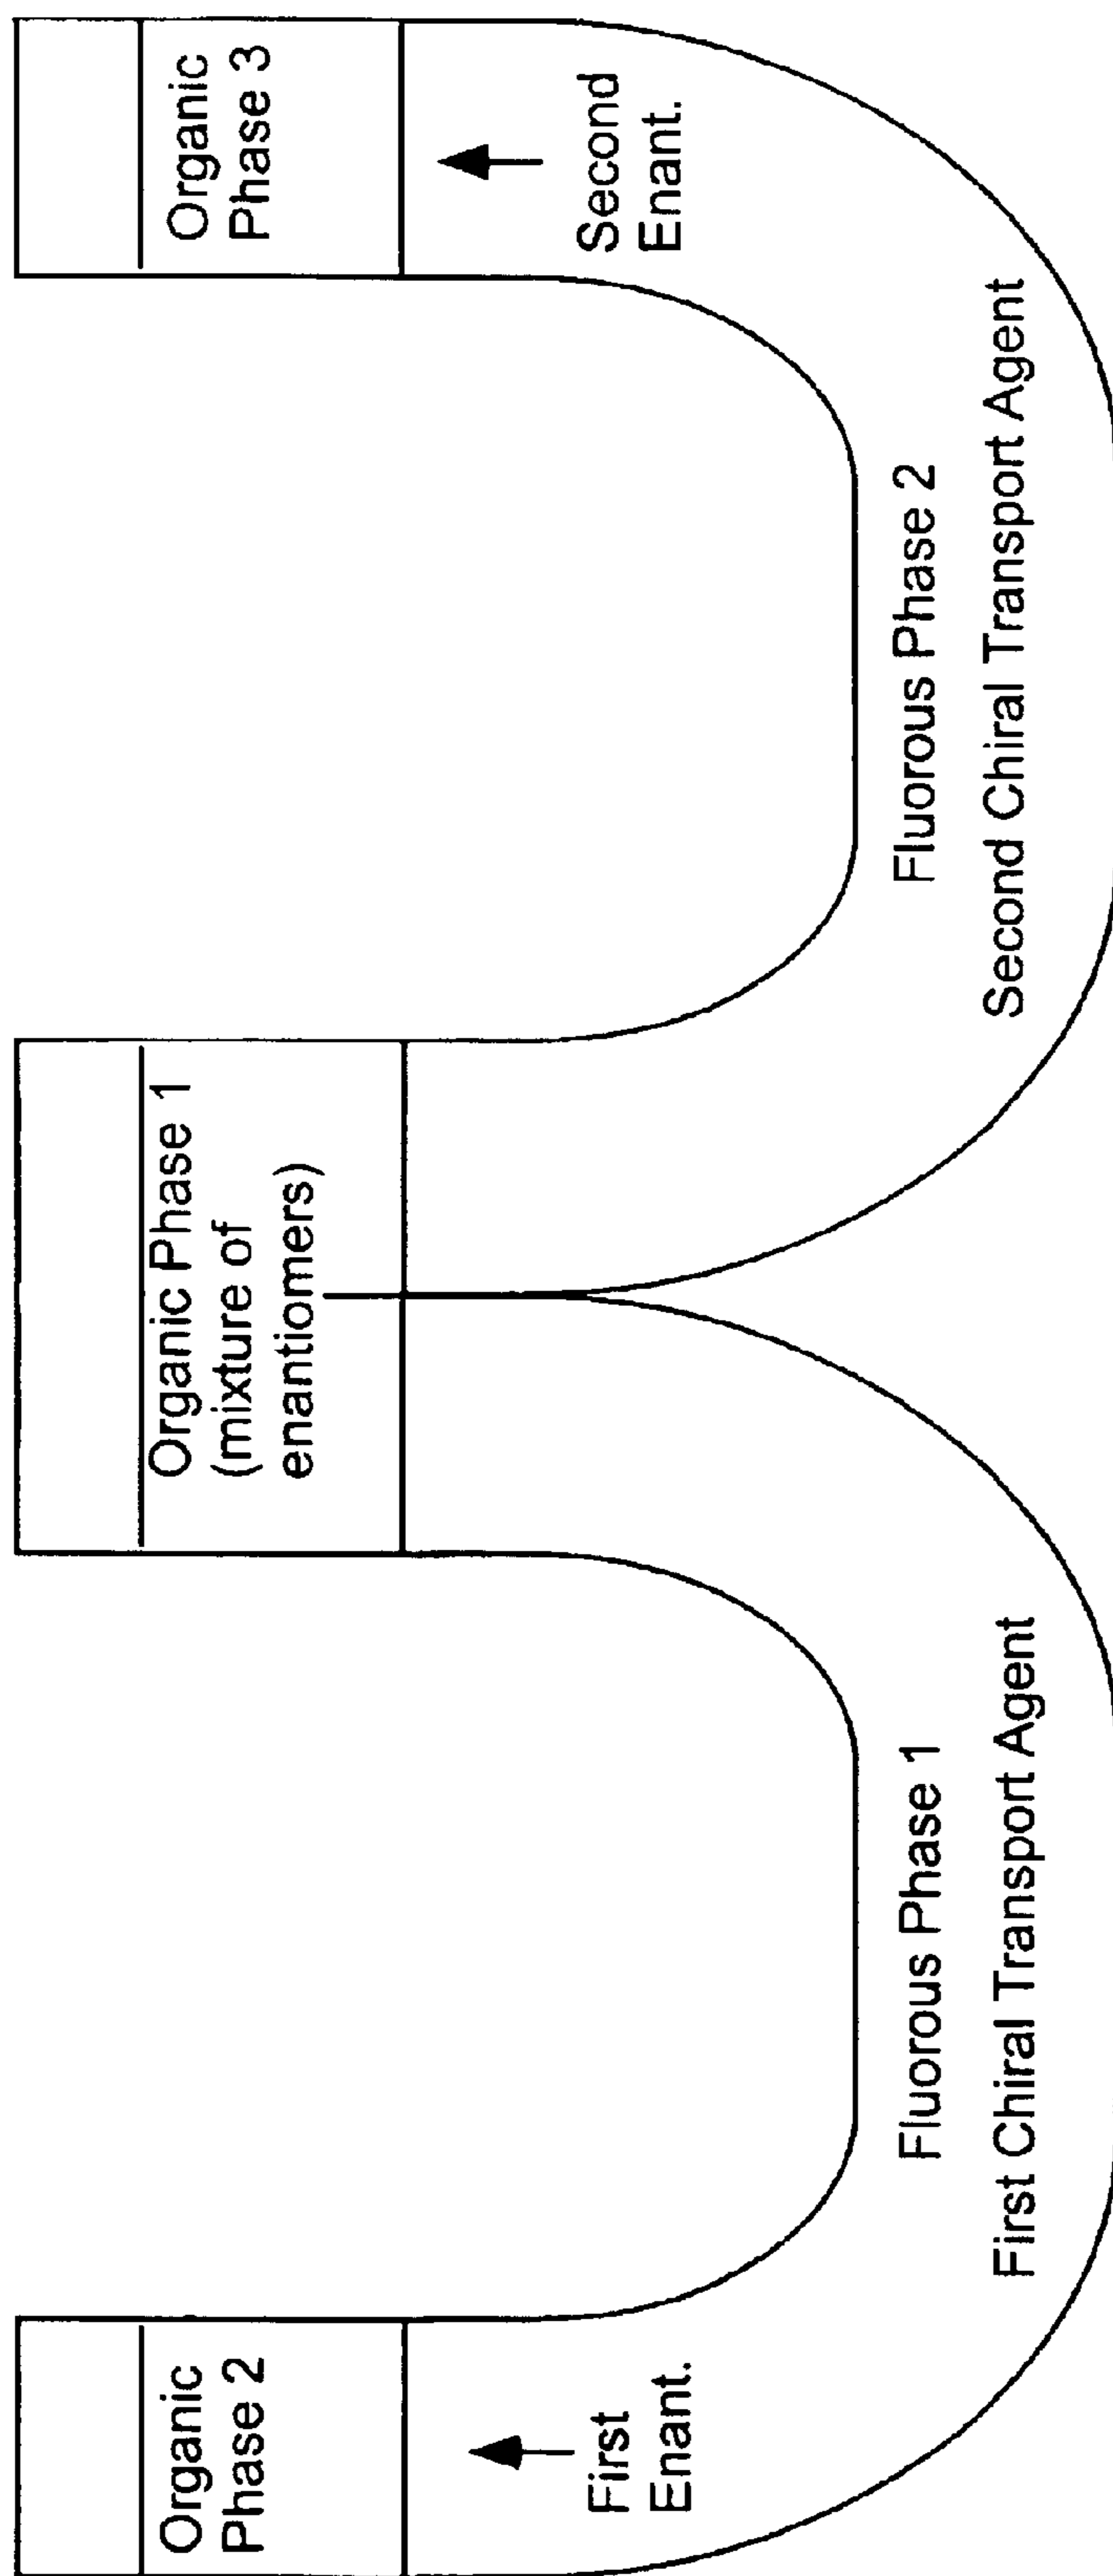 Organic
Phase 2
First
Enant.
Fluorous Phase 1
First Chiral Transport Agent
Organic Phase 1
(mixture of
enantiomers)
Fluorous Phase 2
Second Chiral Transport Agent
Organic
Phase 3
Second
Enant.